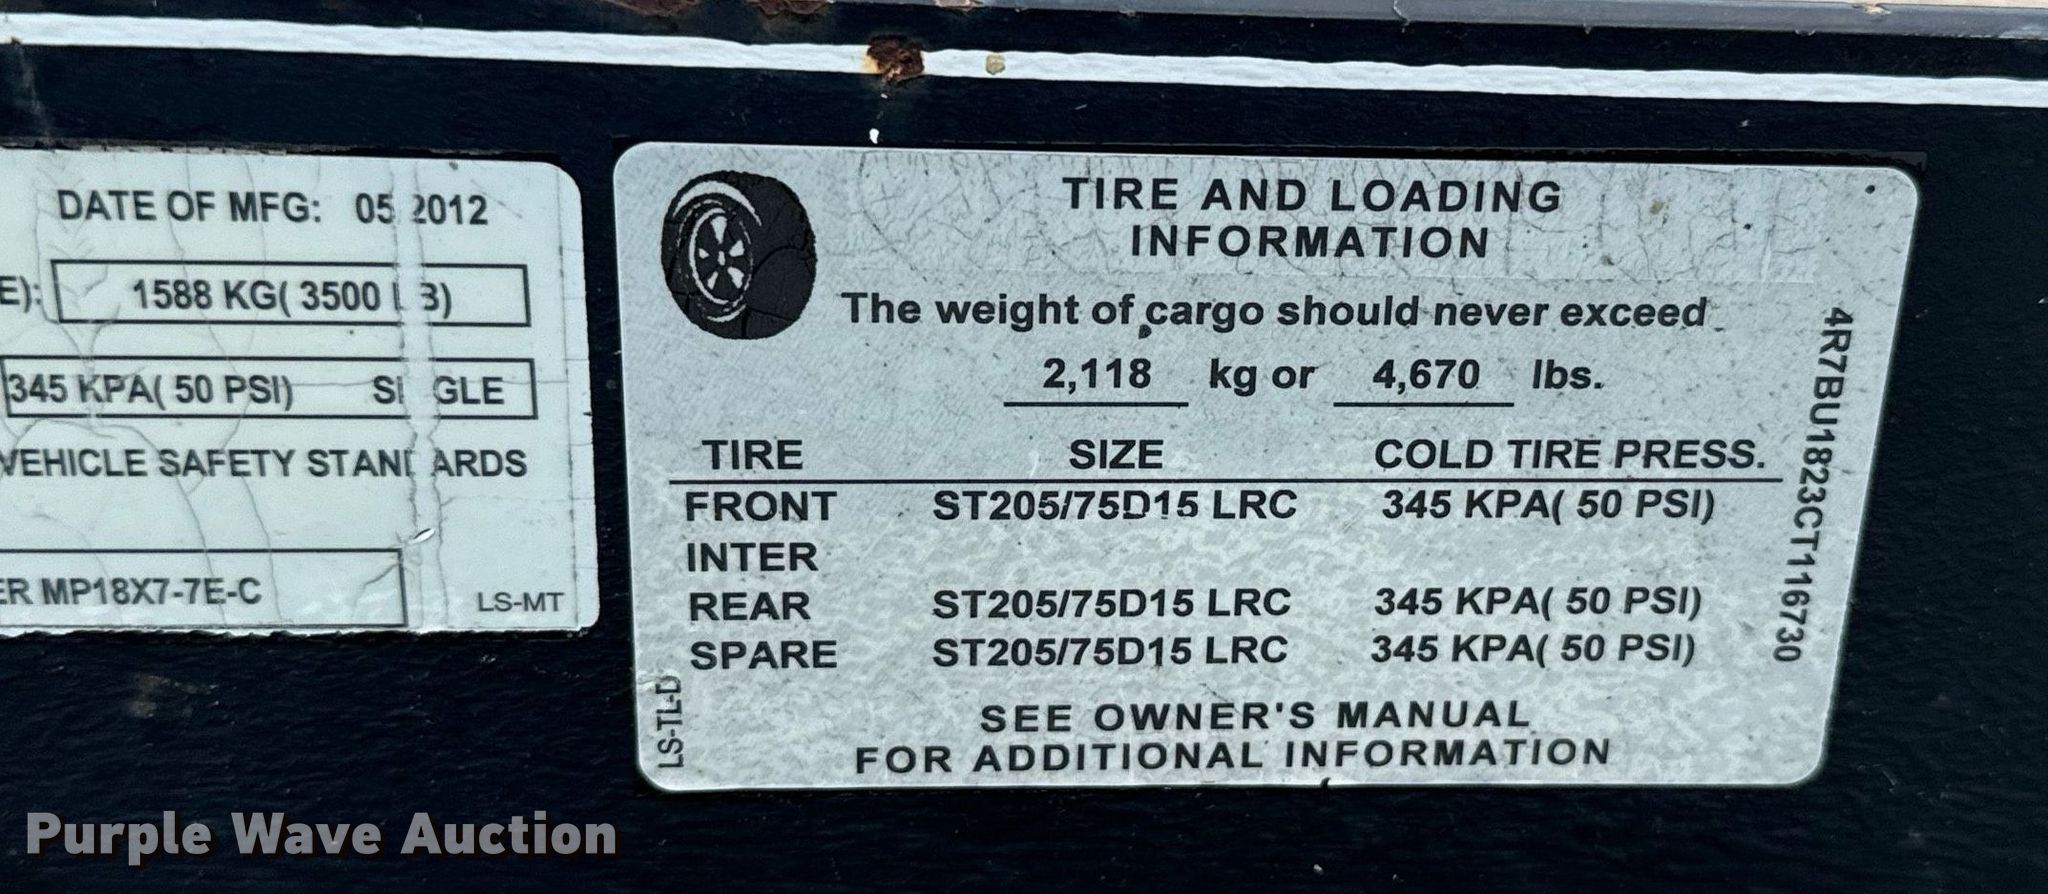 DATE OF MFG: 05 2012
E): 1588 KG( 3500 LB)
345 KPA( 50 PSI) SINGLE
VEHICLE SAFETY STANDARDS
ER MP18X7-7E-C
LS-MT
TIRE AND LOADING
INFORMATION
The weight of cargo should never exceed
2,118 kg or 4,670 lbs.
TIRE SIZE COLD TIRE PRESS.
FRONT ST205/75D15 LRC 345 KPA( 50 PSI)
INTER
REAR ST205/75D15 LRC 345 KPA( 50 PSI)
SPARE ST205/75D15 LRC 345 KPA( 50 PSI)
SEE OWNER'S MANUAL
FOR ADDITIONAL INFORMATION
LS-TL-D
4R7BU1823CT116730
Purple Wave Auction